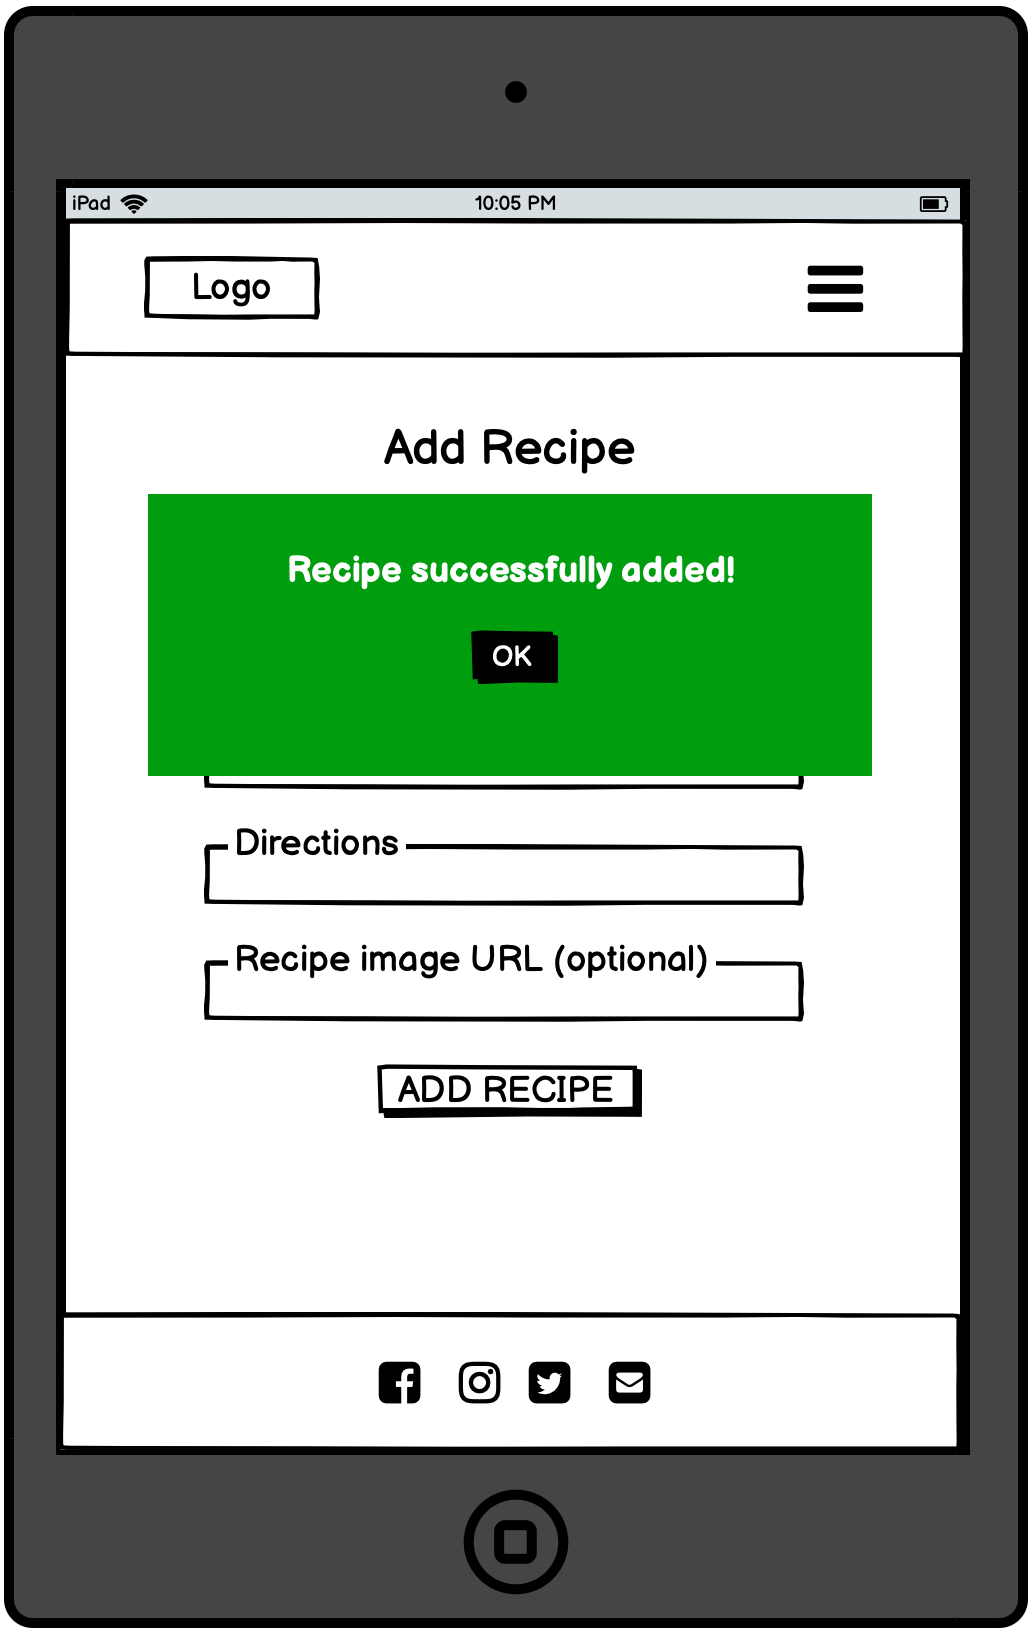 iPad
10:05 PM
Logo
Add Recipe
Recipe successfully added!
OK
Directions
Recipe image URL (optional)
ADD RECIPE